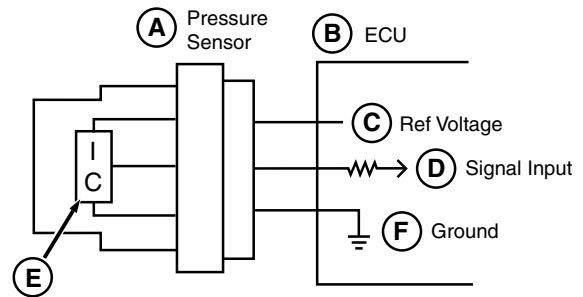 A Pressure
Sensor
B ECU
C Ref Voltage
D Signal Input
I
C
F Ground
E